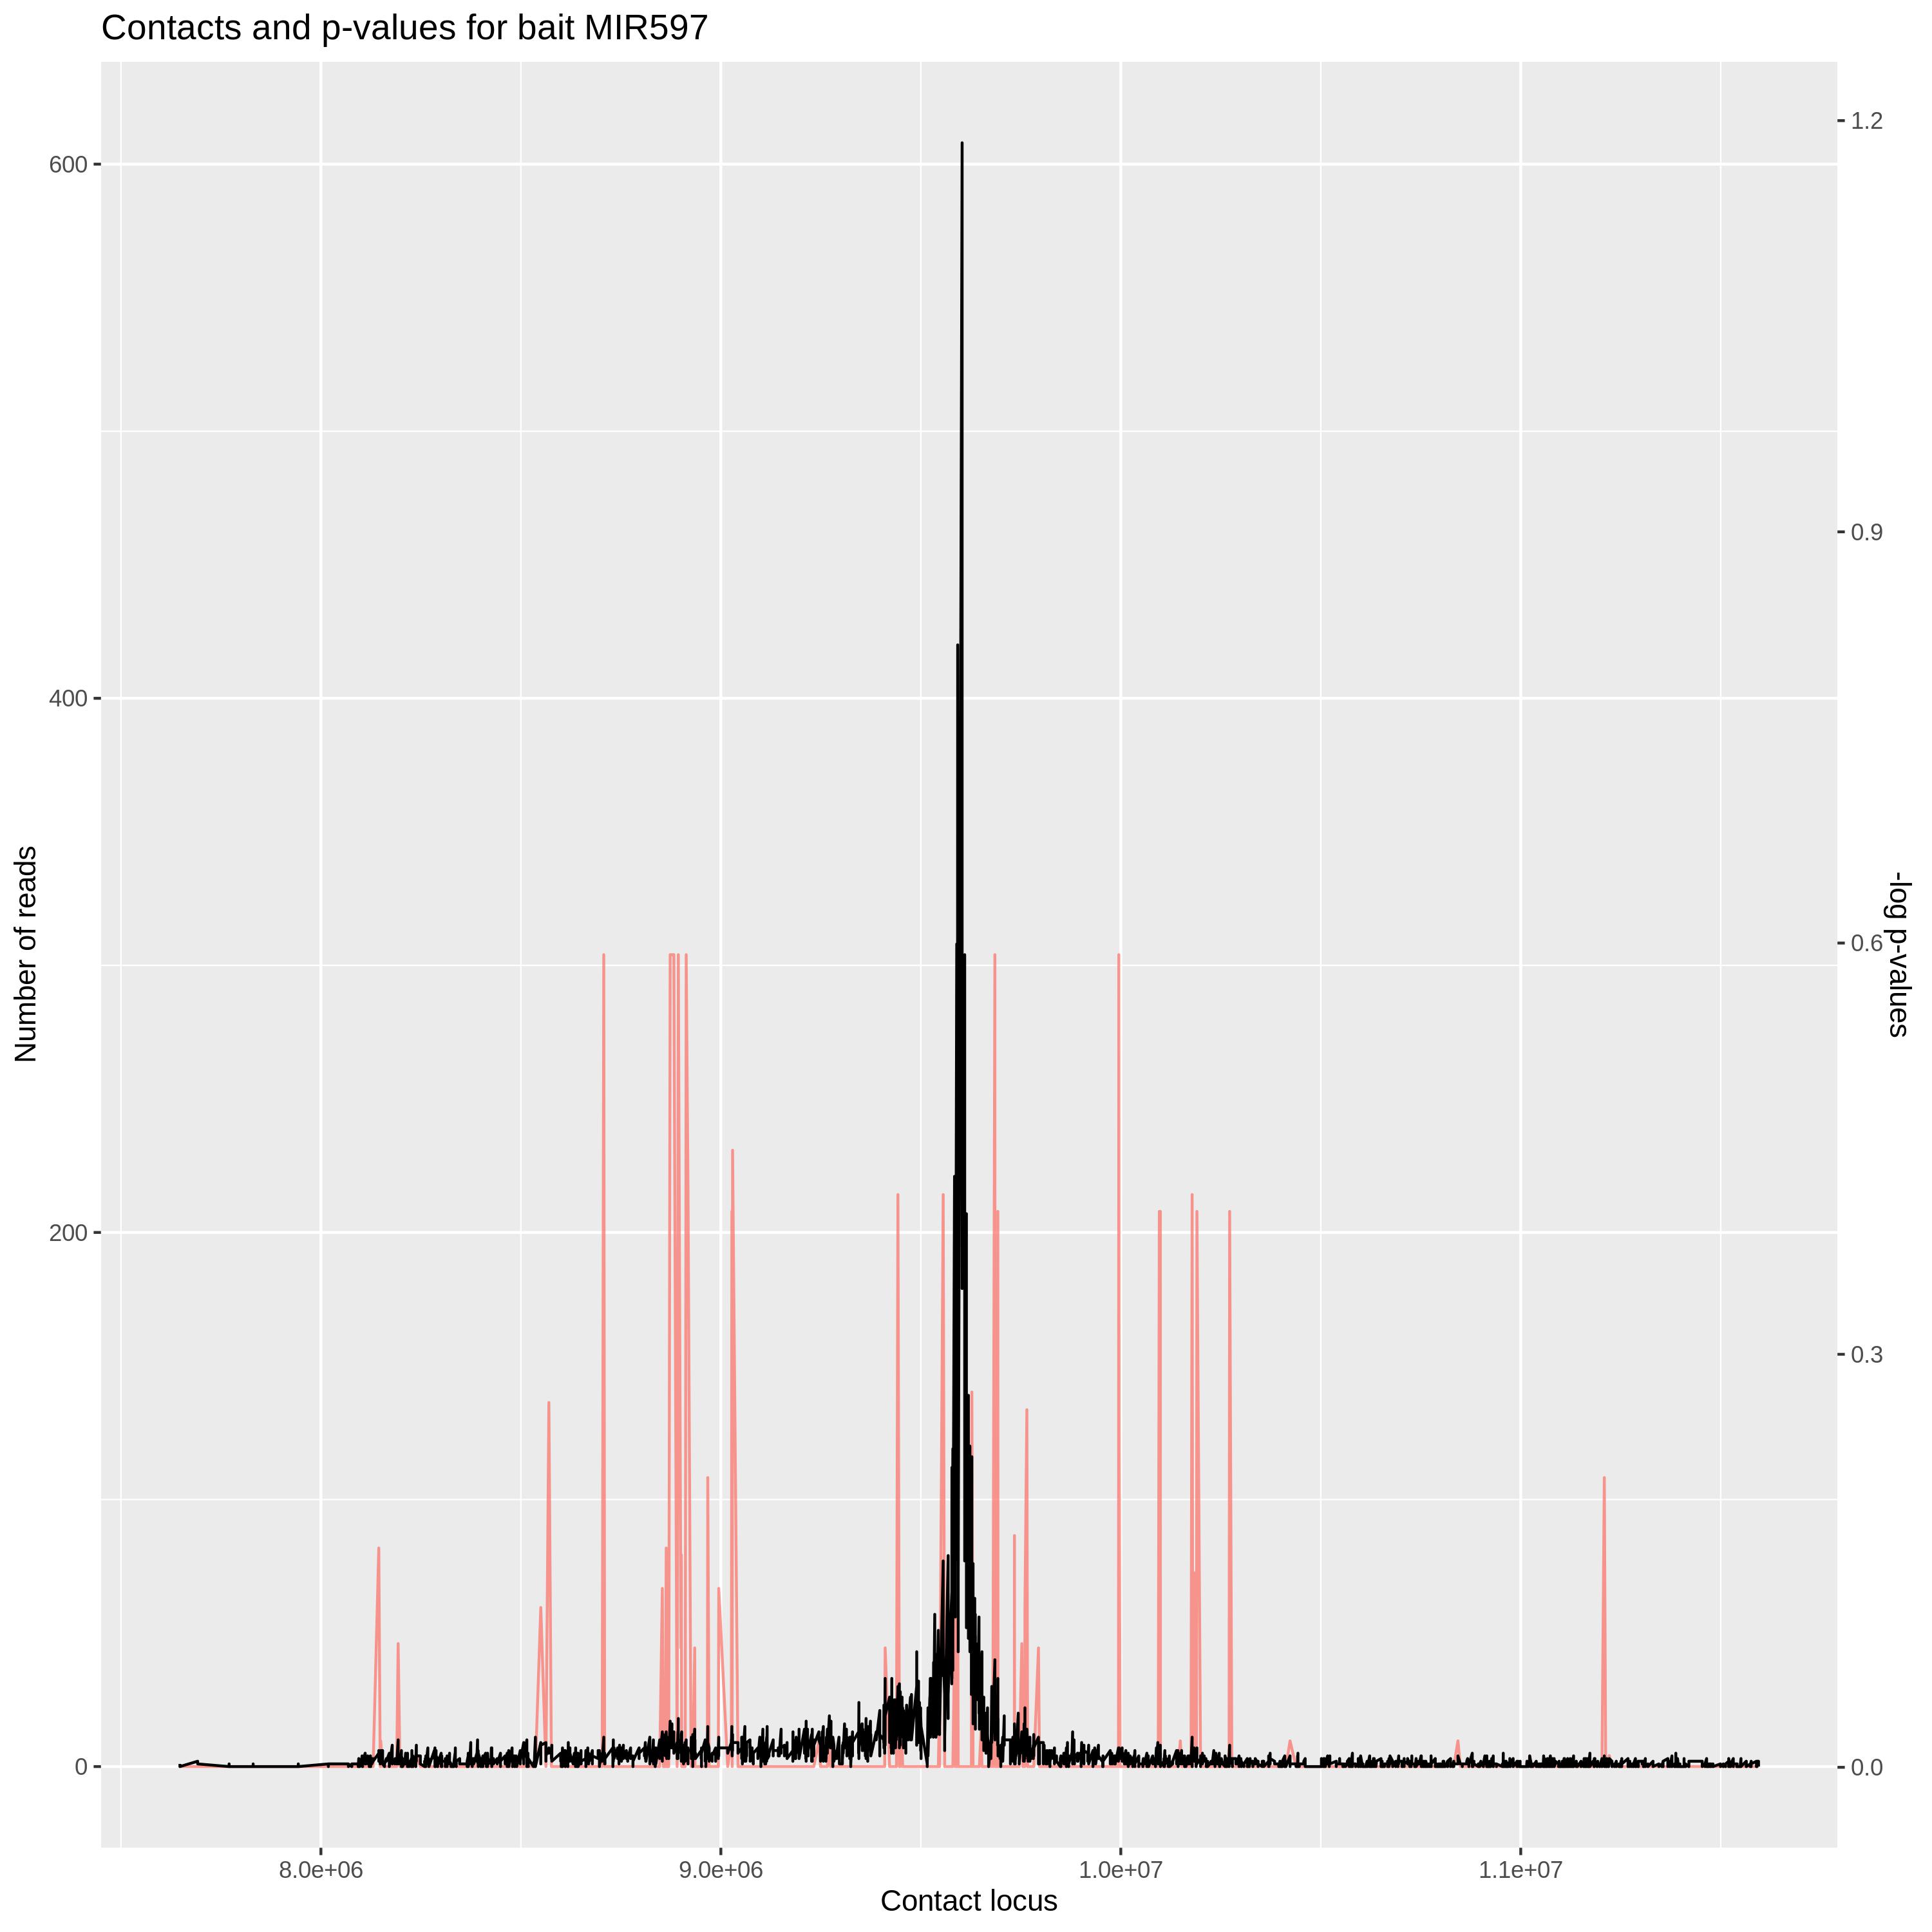 Contacts and p-values for bait MIR597
Number of reads
600
400
200
0
1.2
0.9
0.6
0.3
0.0
-log p-values
8.0e+06
9.0e+06
1.0e+07
1.1e+07
Contact locus